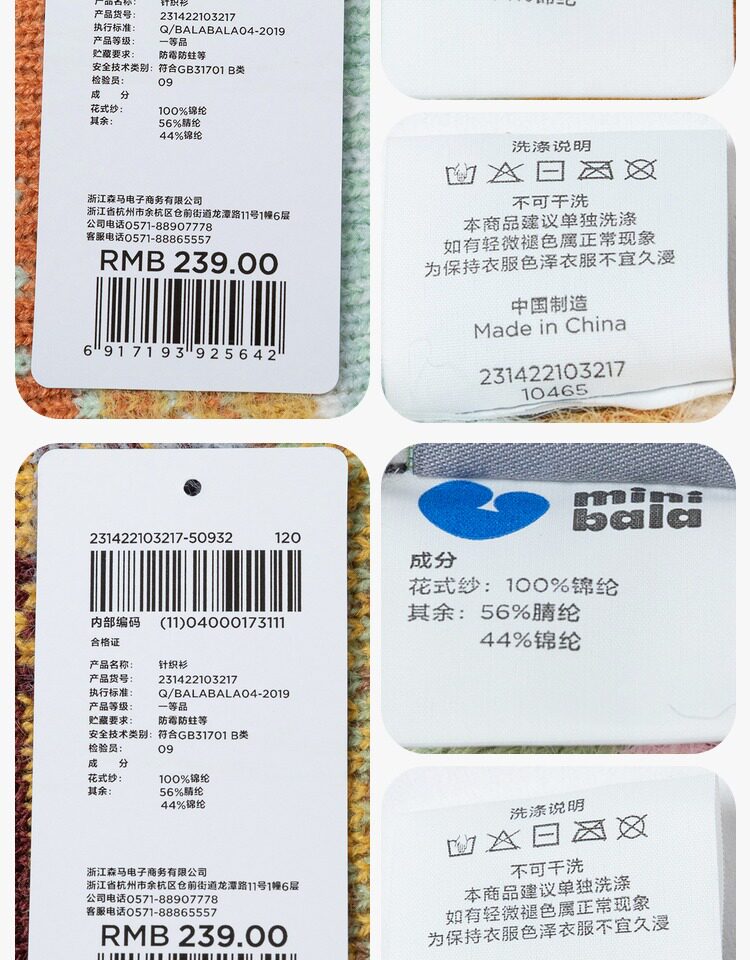 产品名称： 针织衫
产品货号： 231422103217
执行标准： Q/BALABALA04-2019
产品等级： 一等品
贮藏要求： 防霉防蛀等
安全技术类别： 符合GB31701 B类
检验员： 09
成 分
花式纱： 100%锦纶
其余： 56%腈纶
44%锦纶
浙江森马电子商务有限公司
浙江省杭州市余杭区仓前街道龙潭路11号1幢6层
公司电话0571-88907778
客服电话0571-88865557
RMB 239.00
6 917193 925642
44%锦纶
洗涤说明
不可干洗
本商品建议单独洗涤
如有轻微褪色属正常现象
为保持衣服色泽衣服不宜久浸
中国制造
Made in China
231422103217
10465
231422103217-50932 120
内部编码 (11)04000173111
合格证
产品名称： 针织衫
产品货号： 231422103217
执行标准： Q/BALABALA04-2019
产品等级： 一等品
贮藏要求： 防霉防蛀等
安全技术类别： 符合GB31701 B类
检验员： 09
成 分
花式纱： 100%锦纶
其余： 56%腈纶
44%锦纶
浙江森马电子商务有限公司
浙江省杭州市余杭区仓前街道龙潭路11号1幢6层
公司电话0571-88907778
客服电话0571-88865557
RMB 239.00
mini
bala
成分
花式纱： 100%锦纶
其余： 56%腈纶
44%锦纶
洗涤说明
不可干洗
本商品建议单独洗涤
如有轻微褪色属正常现象
为保持衣服色泽衣服不宜久浸